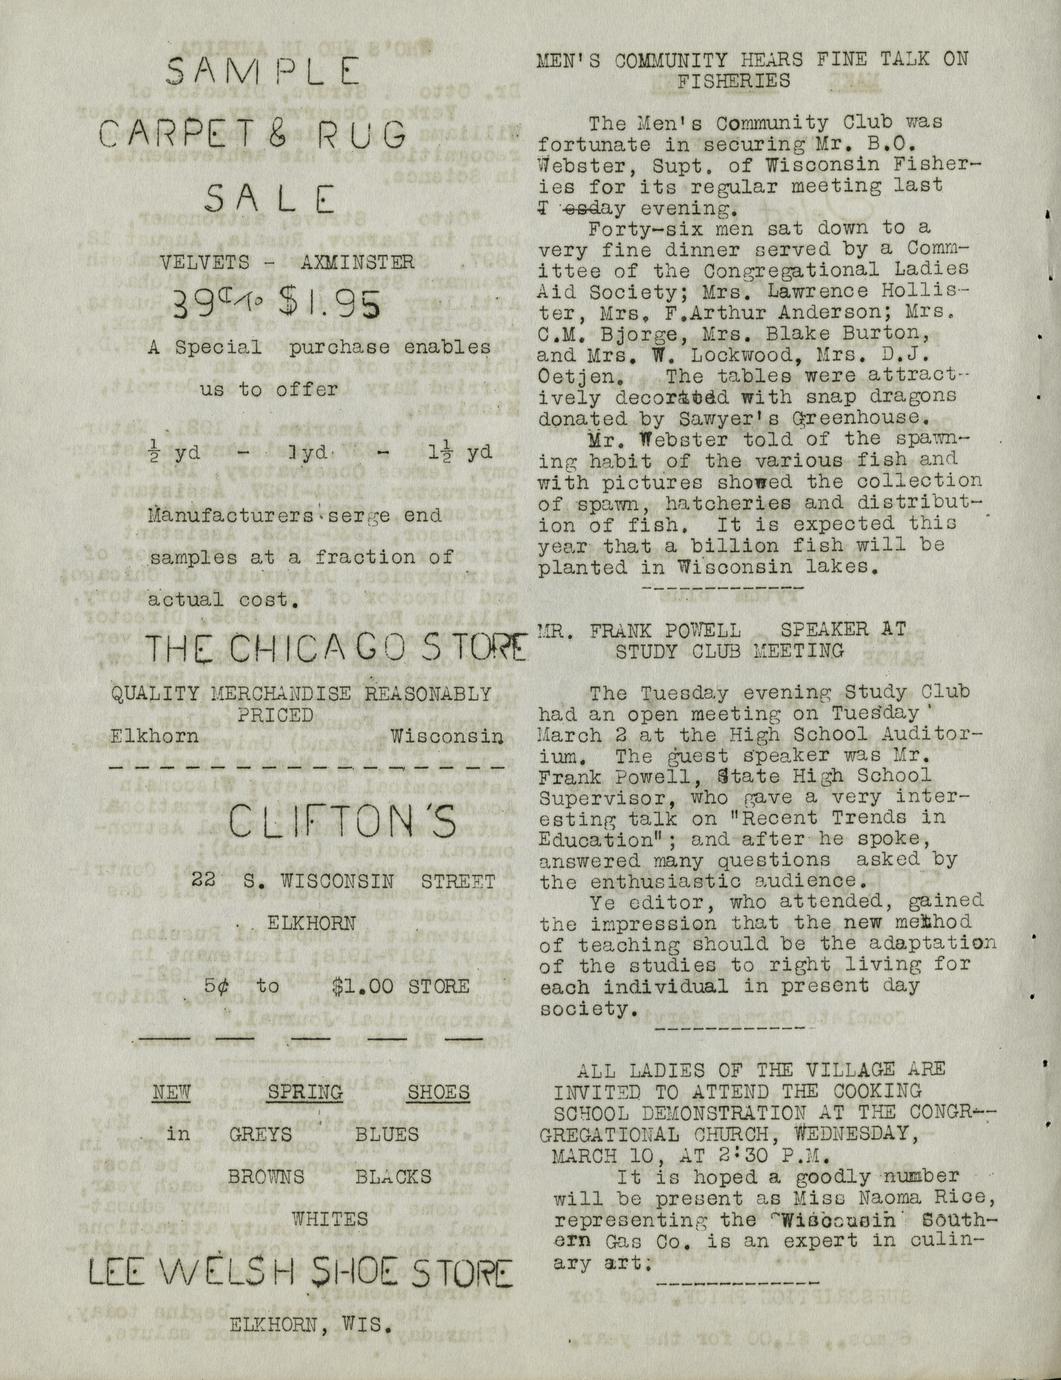 SAMPLE
CARPET & RUG
SALE
VELVETS - AXMINSTER
39¢ to $1.95
A Special purchase enables
us to offer
½ yd - 1 yd - 1½ yd
Manufacturers' serge end
samples at a fraction of
actual cost.
THE CHICAGO STORE
QUALITY MERCHANDISE REASONABLY
PRICED
Elkhorn Wisconsin
CLIFTON'S
22 S. WISCONSIN STREET
ELKHORN
5¢ to $1.00 STORE
NEW SPRING SHOES
in GREYS BLUES
BROWNS BLACKS
WHITES
LEE WELSH SHOE STORE
ELKHORN, WIS.
MEN'S COMMUNITY HEARS FINE TALK ON
FISHERIES
The Men's Community Club was
fortunate in securing Mr. B.O.
Webster, Supt. of Wisconsin Fisher-
ies for its regular meeting last
T esday evening.
Forty-six men sat down to a
very fine dinner served by a Comm-
ittee of the Congregational Ladies
Aid Society; Mrs. Lawrence Hollis-
ter, Mrs. F.Arthur Anderson; Mrs.
C.M. Bjorge, Mrs. Blake Burton,
and Mrs. W. Lockwood, Mrs. D.J.
Oetjen. The tables were attract-
ively decorated with snap dragons
donated by Sawyer's Greenhouse.
Mr. Webster told of the spawn-
ing habit of the various fish and
with pictures showed the collection
of spawn, hatcheries and distribut-
ion of fish. It is expected this
year that a billion fish will be
planted in Wisconsin lakes.
MR. FRANK POWELL SPEAKER AT
STUDY CLUB MEETING
The Tuesday evening Study Club
had an open meeting on Tuesday
March 2 at the High School Auditor-
ium. The guest speaker was Mr.
Frank Powell, State High School
Supervisor, who gave a very inter-
esting talk on "Recent Trends in
Education"; and after he spoke,
answered many questions asked by
the enthusiastic audience.
Ye editor, who attended, gained
the impression that the new method
of teaching should be the adaptation
of the studies to right living for
each individual in present day
society.
ALL LADIES OF THE VILLAGE ARE
INVITED TO ATTEND THE COOKING
SCHOOL DEMONSTRATION AT THE CONGR--
GREGATIONAL CHURCH, WEDNESDAY,
MARCH 10, AT 2:30 P.M.
It is hoped a goodly number
will be present as Miss Naoma Rice,
representing the Wisconsin South-
ern Gas Co. is an expert in culin-
ary art.